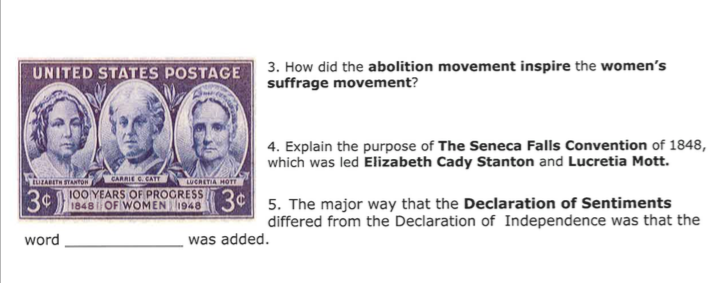 UNITED STATES POSTAGE
ELIZABETH STANTON
CARRIE C. CATT
LUCRETIA MOTT
3¢
100 YEARS OF PROGRESS
1848 OF WOMEN 1948
3¢
3. How did the abolition movement inspire the women's
suffrage movement?
4. Explain the purpose of The Seneca Falls Convention of 1848,
which was led Elizabeth Cady Stanton and Lucretia Mott.
5. The major way that the Declaration of Sentiments
differed from the Declaration of Independence was that the
word ________________ was added.